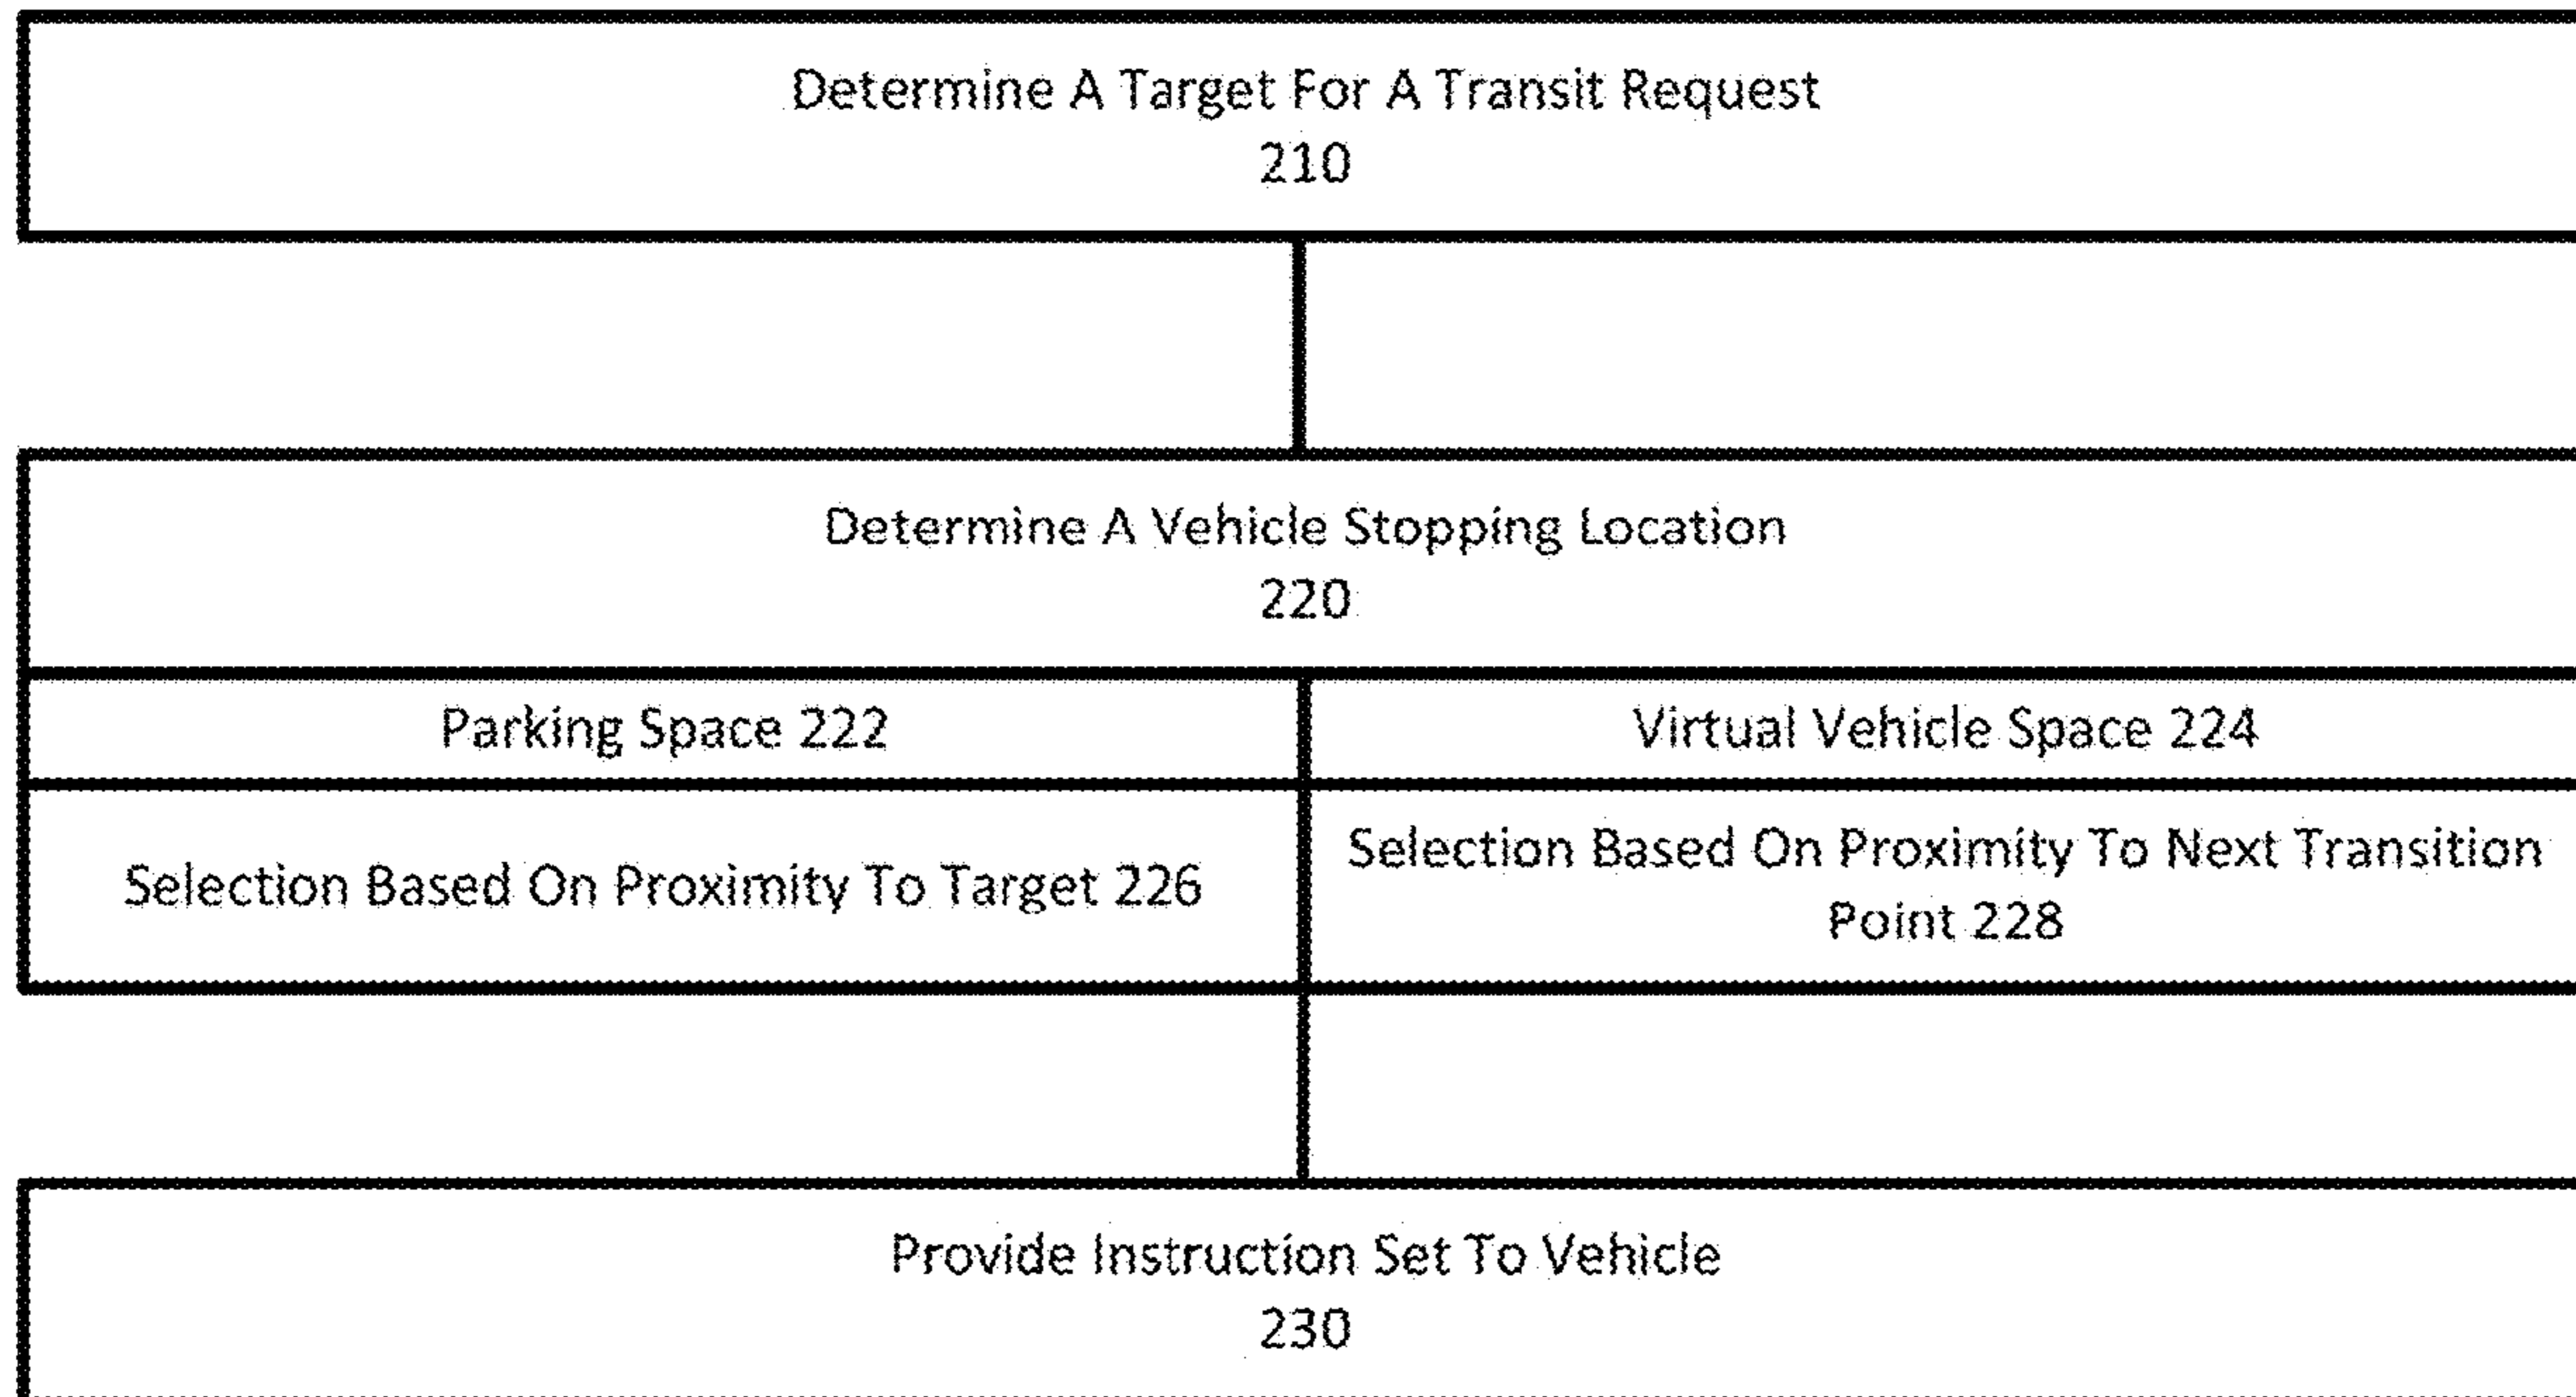 Determine A Target For A Transit Request
210
Determine A Vehicle Stopping Location
220
Parking Space 222
Virtual Vehicle Space 224
Selection Based On Proximity To Target 226
Selection Based On Proximity To Next Transition
Point 228
Provide Instruction Set To Vehicle
230